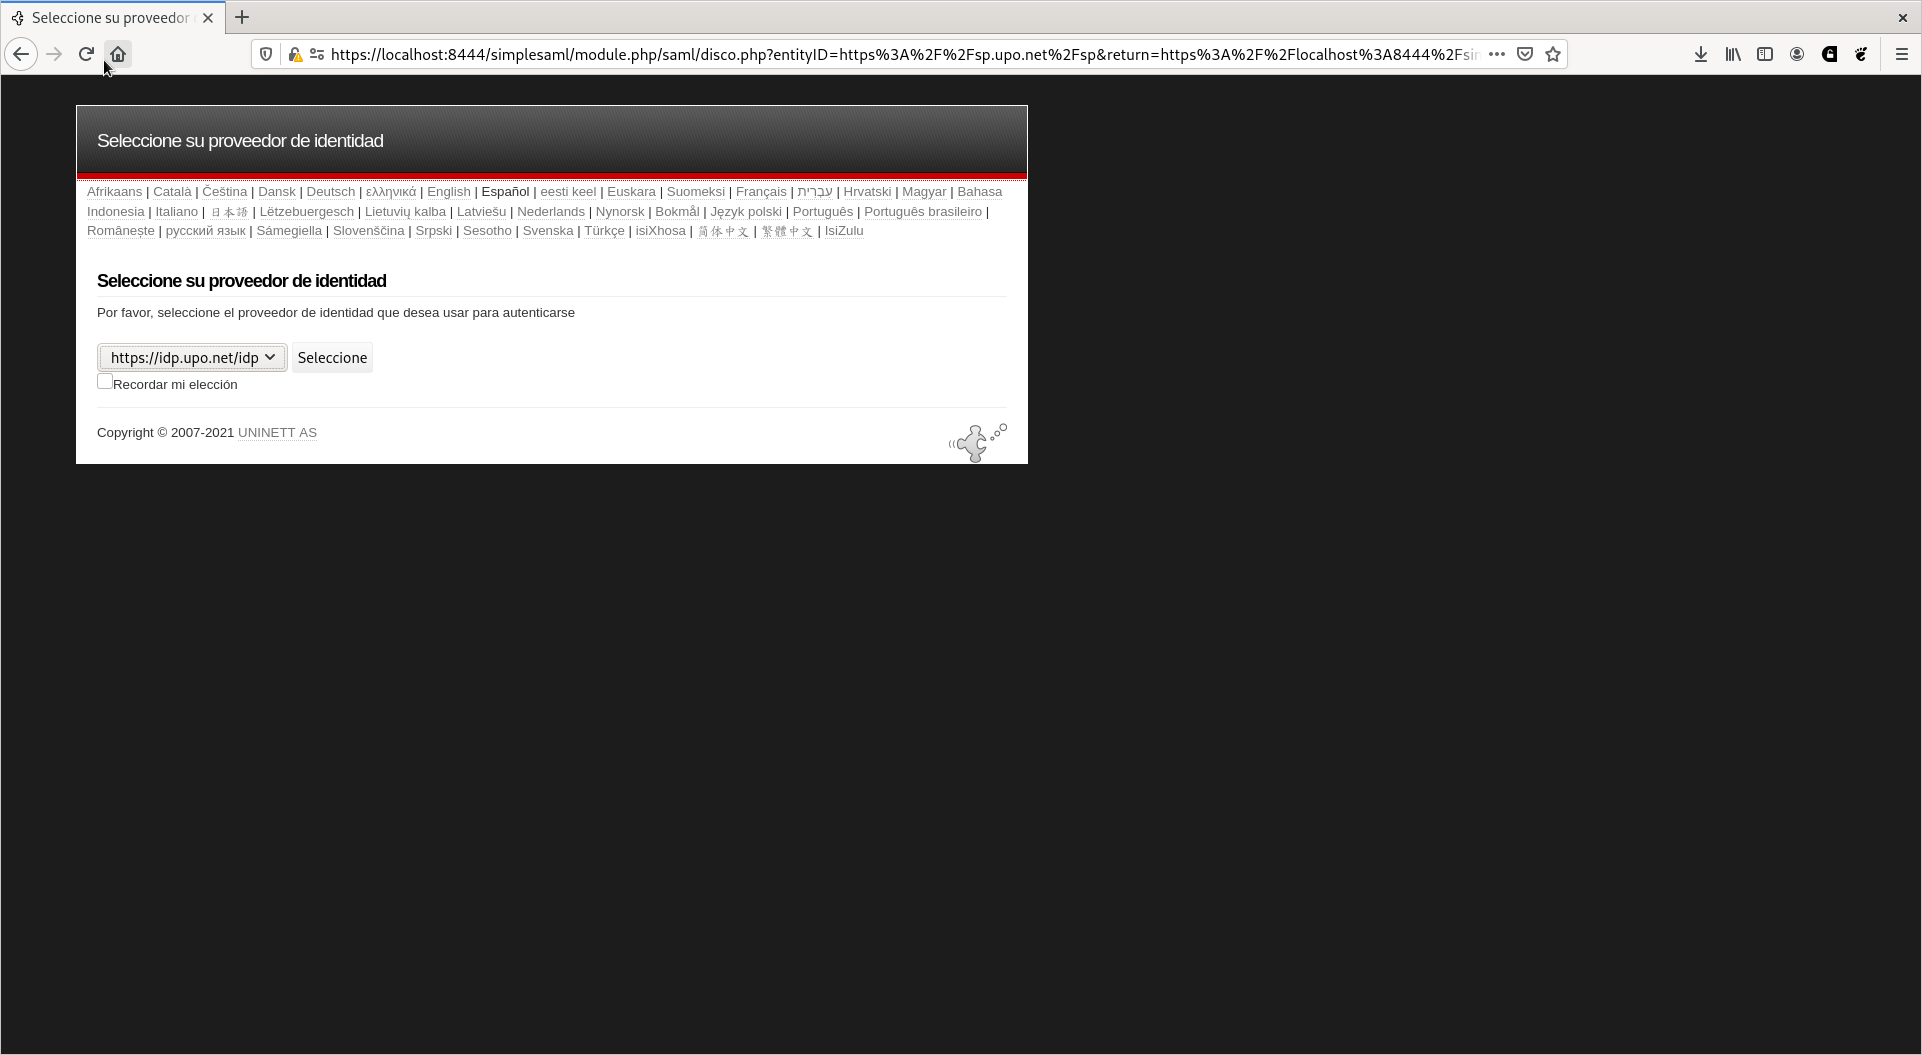 Seleccione su proveedor
https://localhost:8444/simplesaml/module.php/saml/disco.php?entityID=https%3A%2F%2Fsp.upo.net%2Fsp&return=https%3A%2F%2Flocalhost%3A8444%2Fsim
Seleccione su proveedor de identidad
Afrikaans | Català | Čeština | Dansk | Deutsch | ελληνικά | English | Español | eesti keel | Euskara | Suomeksi | Français | עִבְרִית | Hrvatski | Magyar | Bahasa
Indonesia | Italiano | 日本語 | Lëtzebuergesch | Lietuvių kalba | Latviešu | Nederlands | Nynorsk | Bokmål | Język polski | Português | Português brasileiro |
Românește | русский язык | Sámegiella | Slovenščina | Srpski | Sesotho | Svenska | Türkçe | isiXhosa | 简体中文 | 繁體中文 | IsiZulu
Seleccione su proveedor de identidad
Por favor, seleccione el proveedor de identidad que desea usar para autenticarse
https://idp.upo.net/idp Seleccione
Recordar mi elección
Copyright © 2007-2021 UNINETT AS